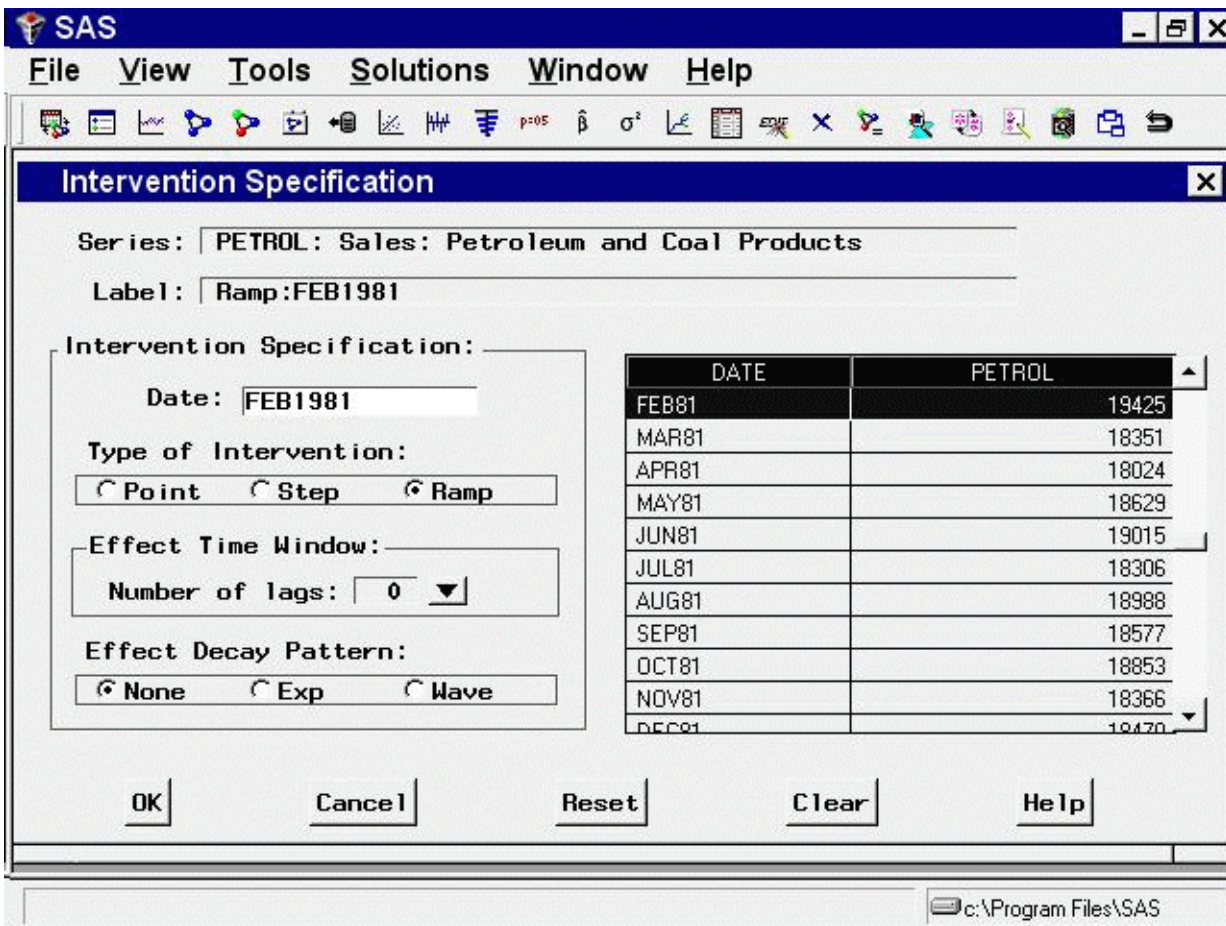 SAS
File View Tools Solutions Window Help
p=05 β̂ σ²
Intervention Specification
Series: PETROL: Sales: Petroleum and Coal Products
Label: Ramp:FEB1981
Intervention Specification:
Date: FEB1981
Type of Intervention:
Point Step Ramp
Effect Time Window:
Number of lags: 0
Effect Decay Pattern:
None Exp Wave
DATE PETROL
FEB81 19425
MAR81 18351
APR81 18024
MAY81 18629
JUN81 19015
JUL81 18306
AUG81 18988
SEP81 18577
OCT81 18853
NOV81 18366
DEC81
OK Cancel Reset Clear Help
c:\Program Files\SAS